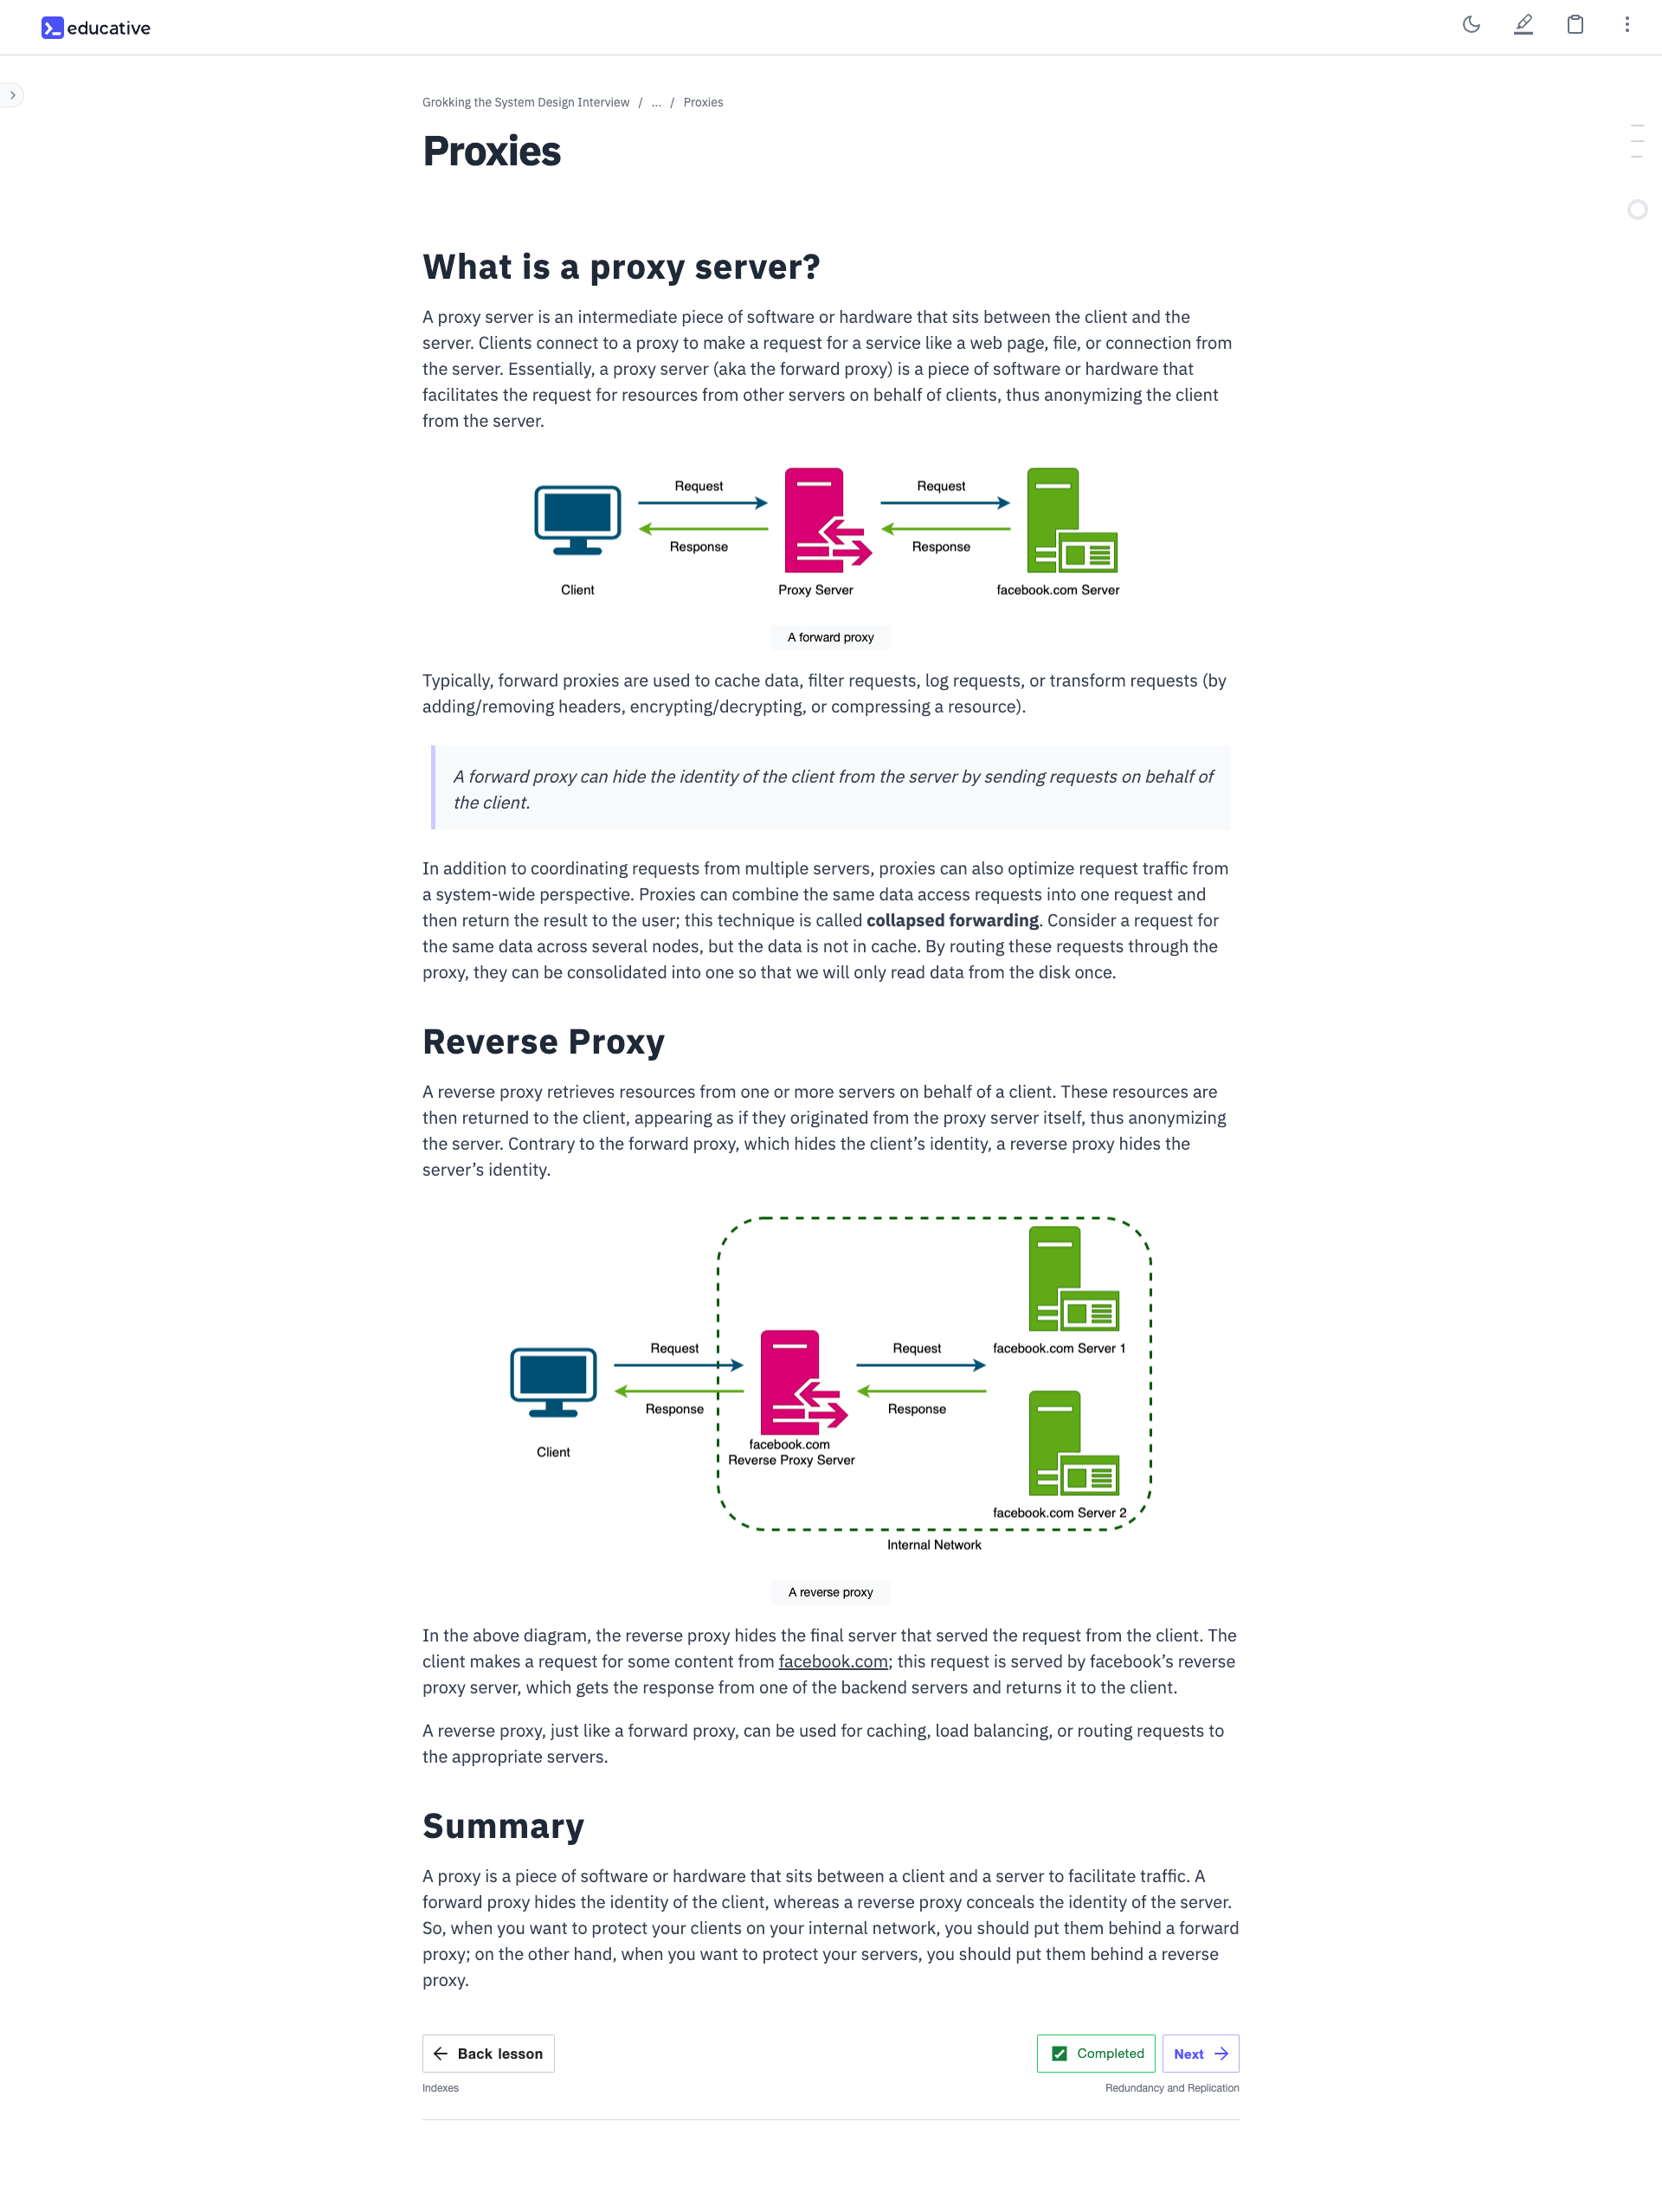 educative
Grokking the System Design Interview / ... / Proxies
Proxies
What is a proxy server?
A proxy server is an intermediate piece of software or hardware that sits between the client and the
server. Clients connect to a proxy to make a request for a service like a web page, file, or connection from
the server. Essentially, a proxy server (aka the forward proxy) is a piece of software or hardware that
facilitates the request for resources from other servers on behalf of clients, thus anonymizing the client
from the server.
Request
Request
Response
Response
Client
Proxy Server
facebook.com Server
A forward proxy
Typically, forward proxies are used to cache data, filter requests, log requests, or transform requests (by
adding/removing headers, encrypting/decrypting, or compressing a resource).
A forward proxy can hide the identity of the client from the server by sending requests on behalf of
the client.
In addition to coordinating requests from multiple servers, proxies can also optimize request traffic from
a system-wide perspective. Proxies can combine the same data access requests into one request and
then return the result to the user; this technique is called collapsed forwarding. Consider a request for
the same data across several nodes, but the data is not in cache. By routing these requests through the
proxy, they can be consolidated into one so that we will only read data from the disk once.
Reverse Proxy
A reverse proxy retrieves resources from one or more servers on behalf of a client. These resources are
then returned to the client, appearing as if they originated from the proxy server itself, thus anonymizing
the server. Contrary to the forward proxy, which hides the client’s identity, a reverse proxy hides the
server’s identity.
Request
Request
facebook.com Server 1
Response
Response
Client
facebook.com
Reverse Proxy Server
facebook.com Server 2
Internal Network
A reverse proxy
In the above diagram, the reverse proxy hides the final server that served the request from the client. The
client makes a request for some content from facebook.com; this request is served by facebook’s reverse
proxy server, which gets the response from one of the backend servers and returns it to the client.
A reverse proxy, just like a forward proxy, can be used for caching, load balancing, or routing requests to
the appropriate servers.
Summary
A proxy is a piece of software or hardware that sits between a client and a server to facilitate traffic. A
forward proxy hides the identity of the client, whereas a reverse proxy conceals the identity of the server.
So, when you want to protect your clients on your internal network, you should put them behind a forward
proxy; on the other hand, when you want to protect your servers, you should put them behind a reverse
proxy.
Back lesson
Completed
Next
Indexes
Redundancy and Replication